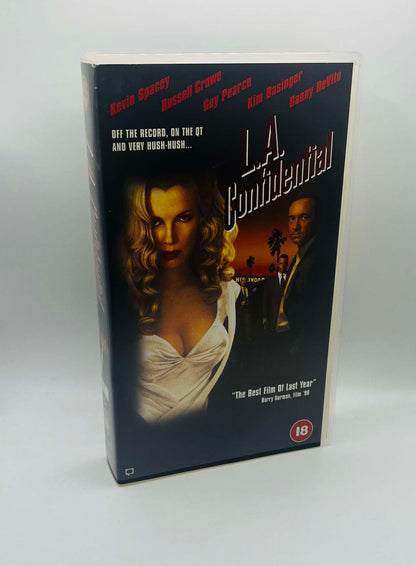 Kevin Spacey
Russell Crowe
Guy Pearce
Kim Basinger
Danny DeVito
OFF THE RECORD, ON THE QT
AND VERY HUSH-HUSH...
L.A.
Confidential
"The Best Film Of Last Year"
Barry Norman, Film '98
18